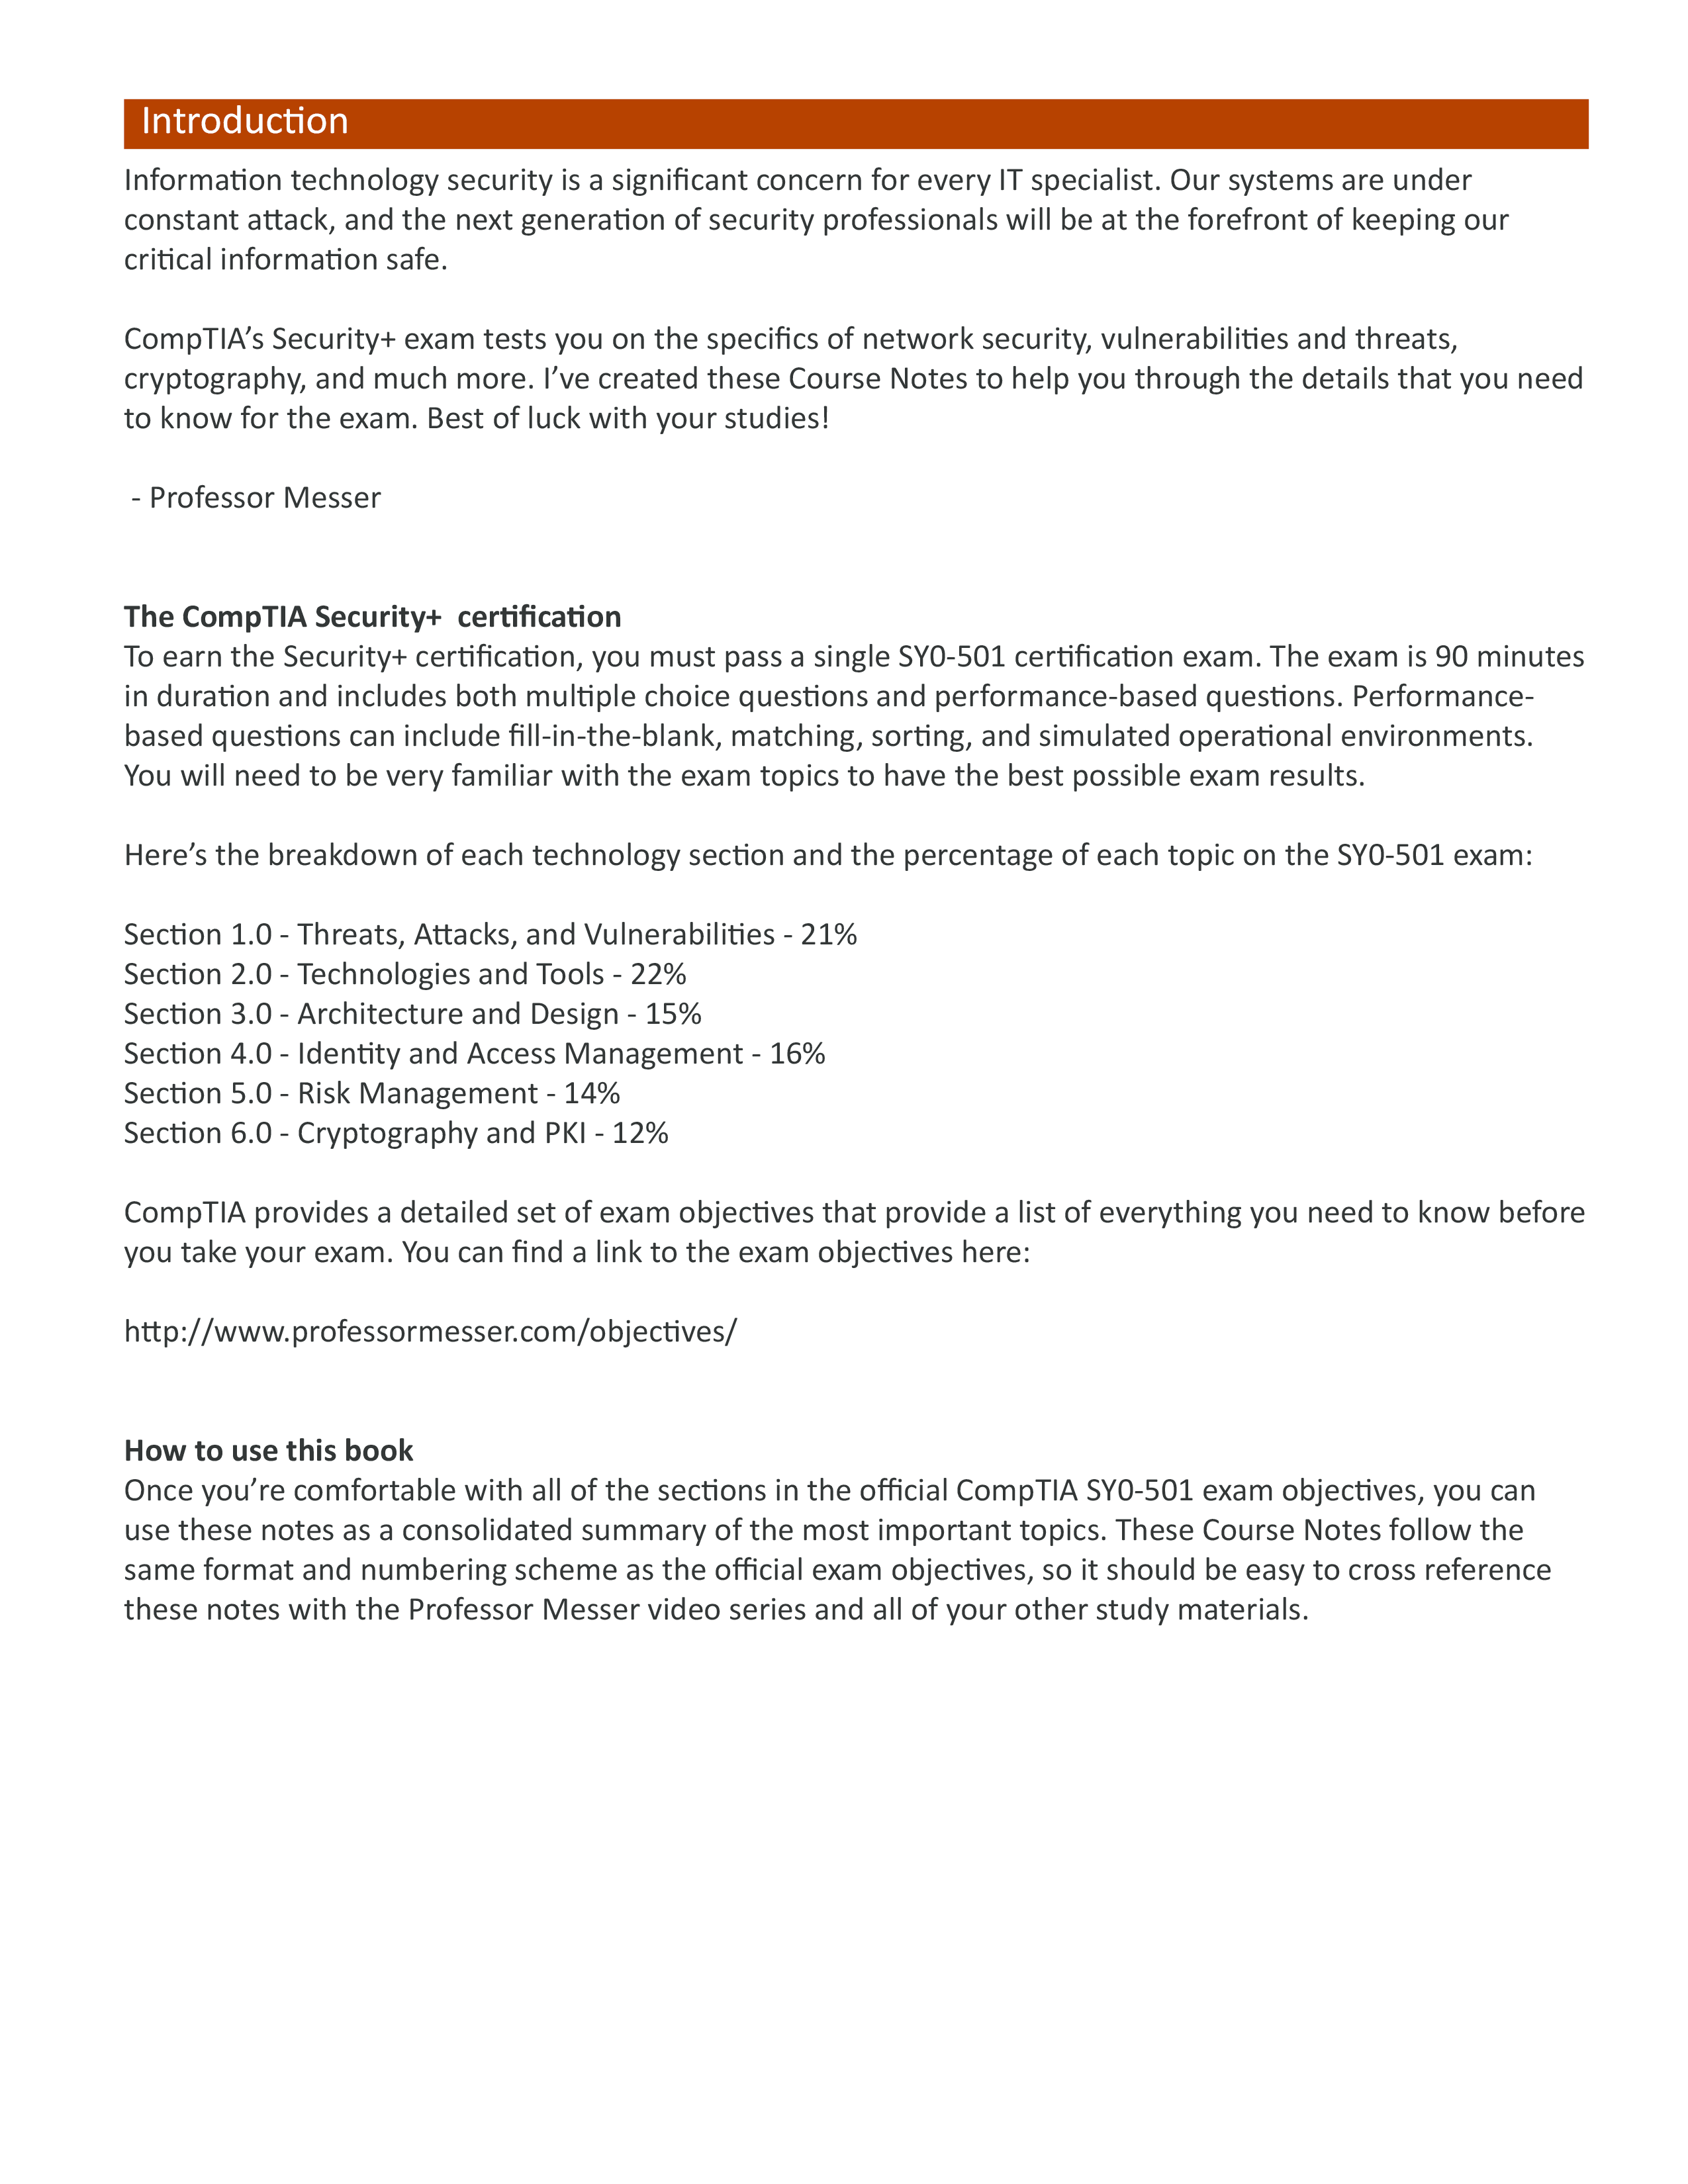 Introduction
Information technology security is a significant concern for every IT specialist. Our systems are under
constant attack, and the next generation of security professionals will be at the forefront of keeping our
critical information safe.
CompTIA’s Security+ exam tests you on the specifics of network security, vulnerabilities and threats,
cryptography, and much more. I’ve created these Course Notes to help you through the details that you need
to know for the exam. Best of luck with your studies!
- Professor Messer
The CompTIA Security+  certification
To earn the Security+ certification, you must pass a single SY0-501 certification exam. The exam is 90 minutes
in duration and includes both multiple choice questions and performance-based questions. Performance-
based questions can include fill-in-the-blank, matching, sorting, and simulated operational environments.
You will need to be very familiar with the exam topics to have the best possible exam results.
Here’s the breakdown of each technology section and the percentage of each topic on the SY0-501 exam:
Section 1.0 - Threats, Attacks, and Vulnerabilities - 21%
Section 2.0 - Technologies and Tools - 22%
Section 3.0 - Architecture and Design - 15%
Section 4.0 - Identity and Access Management - 16%
Section 5.0 - Risk Management - 14%
Section 6.0 - Cryptography and PKI - 12%
CompTIA provides a detailed set of exam objectives that provide a list of everything you need to know before
you take your exam. You can find a link to the exam objectives here:
http://www.professormesser.com/objectives/
How to use this book
Once you’re comfortable with all of the sections in the official CompTIA SY0-501 exam objectives, you can
use these notes as a consolidated summary of the most important topics. These Course Notes follow the
same format and numbering scheme as the official exam objectives, so it should be easy to cross reference
these notes with the Professor Messer video series and all of your other study materials.